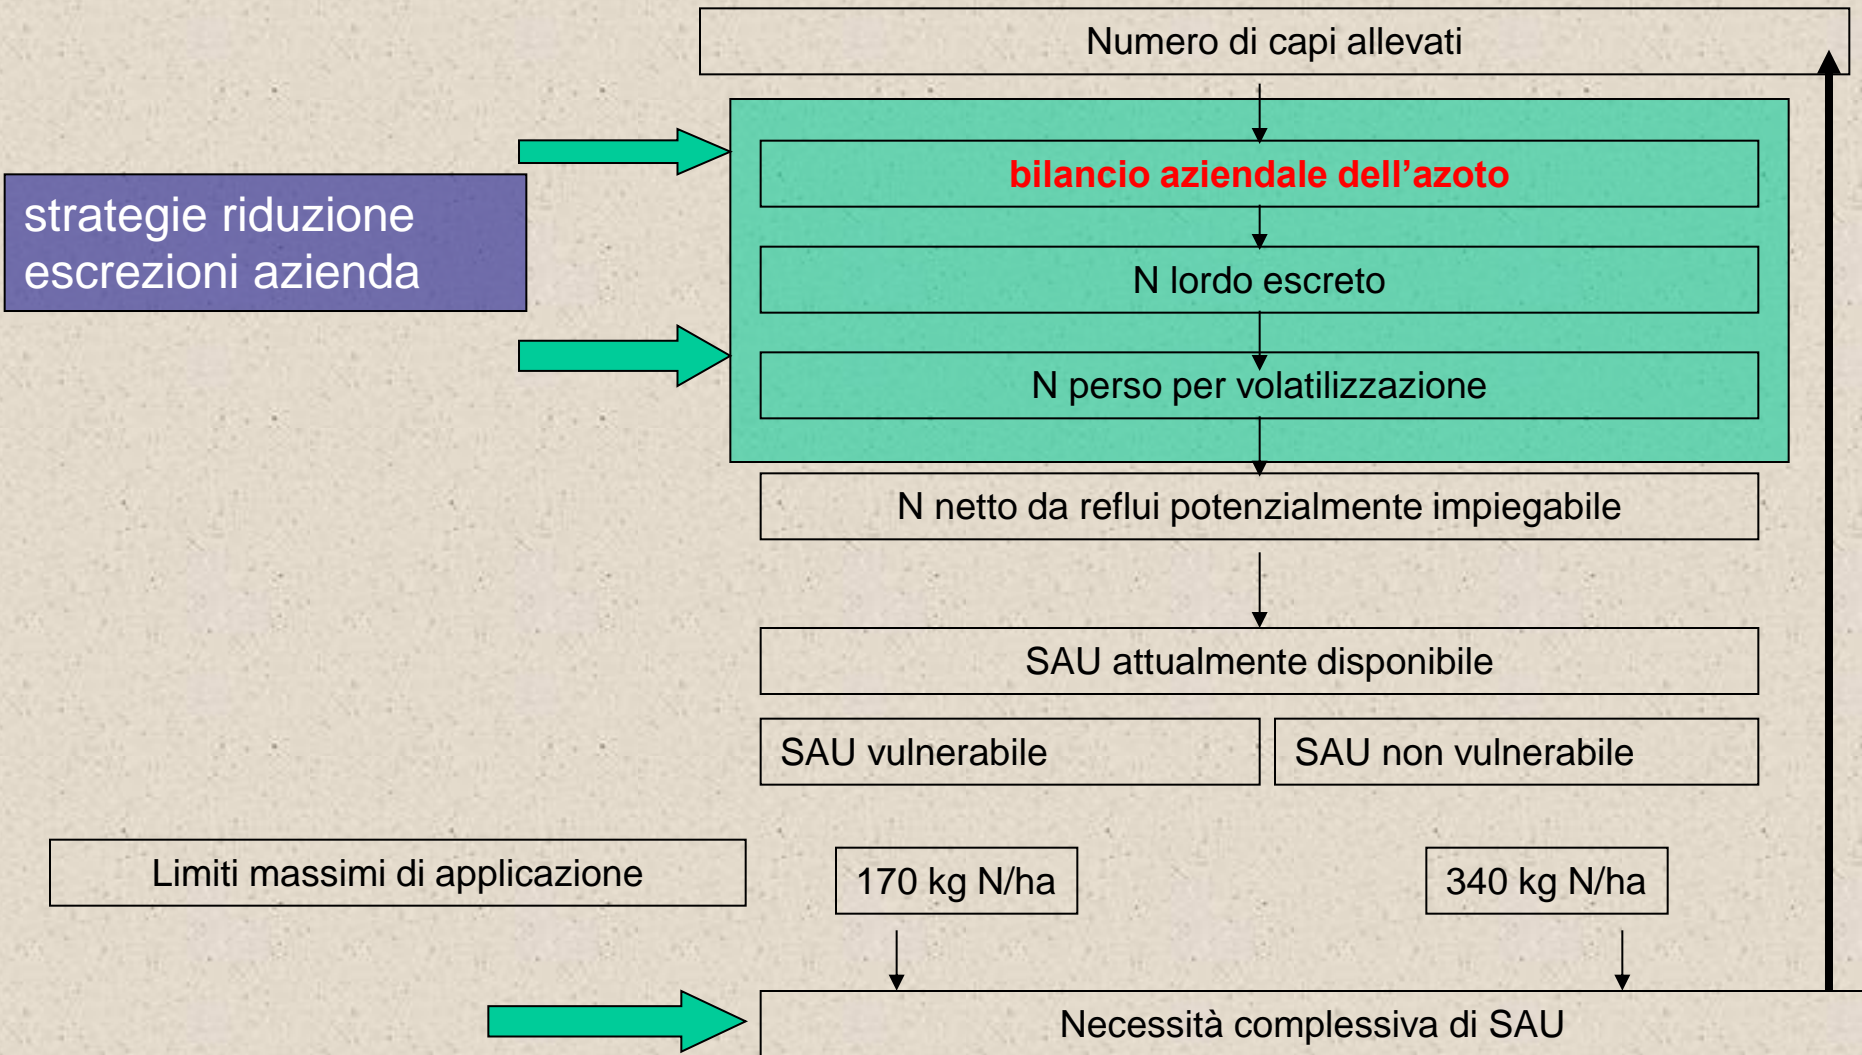 Numero di capi allevati
bilancio aziendale dell’azoto
strategie riduzione
escrezioni azienda
N lordo escreto
N perso per volatilizzazione
N netto da reflui potenzialmente impiegabile
SAU attualmente disponibile
SAU vulnerabile
SAU non vulnerabile
Limiti massimi di applicazione
170 kg N/ha
340 kg N/ha
Necessità complessiva di SAU